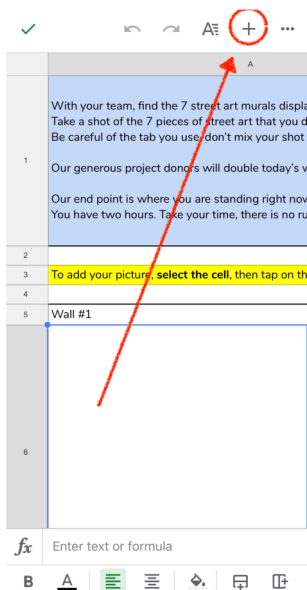 A
1
With your team, find the 7 street art murals displa
Take a shot of the 7 pieces of street art that you d
Be careful of the tab you use, don't mix your shot
Our generous project donors will double today's v
Our end point is where you are standing right nov
You have two hours. Take your time, there is no ru
2
3 To add your picture, select the cell, then tap on th
4
5 Wall #1
6
fx Enter text or formula
B A